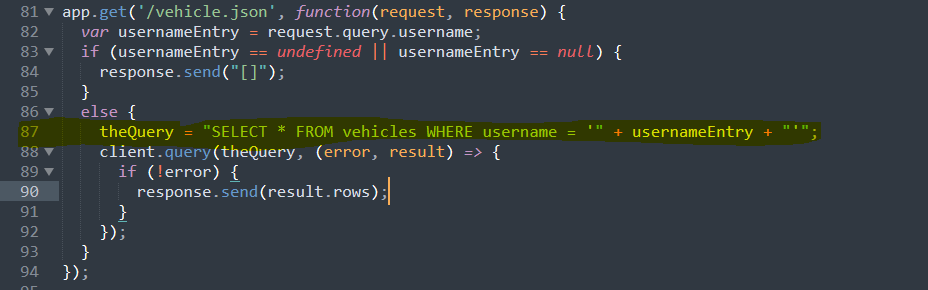 81 app.get('/vehicle.json', function(request, response) {
82 var usernameEntry = request.query.username;
83 if (usernameEntry == undefined || usernameEntry == null) {
84 response.send("[]");
85 }
86 else {
87 theQuery = "SELECT * FROM vehicles WHERE username = '" + usernameEntry + "'";
88 client.query(theQuery, (error, result) => {
89 if (!error) {
90 response.send(result.rows);
91 }
92 });
93 }
94 });